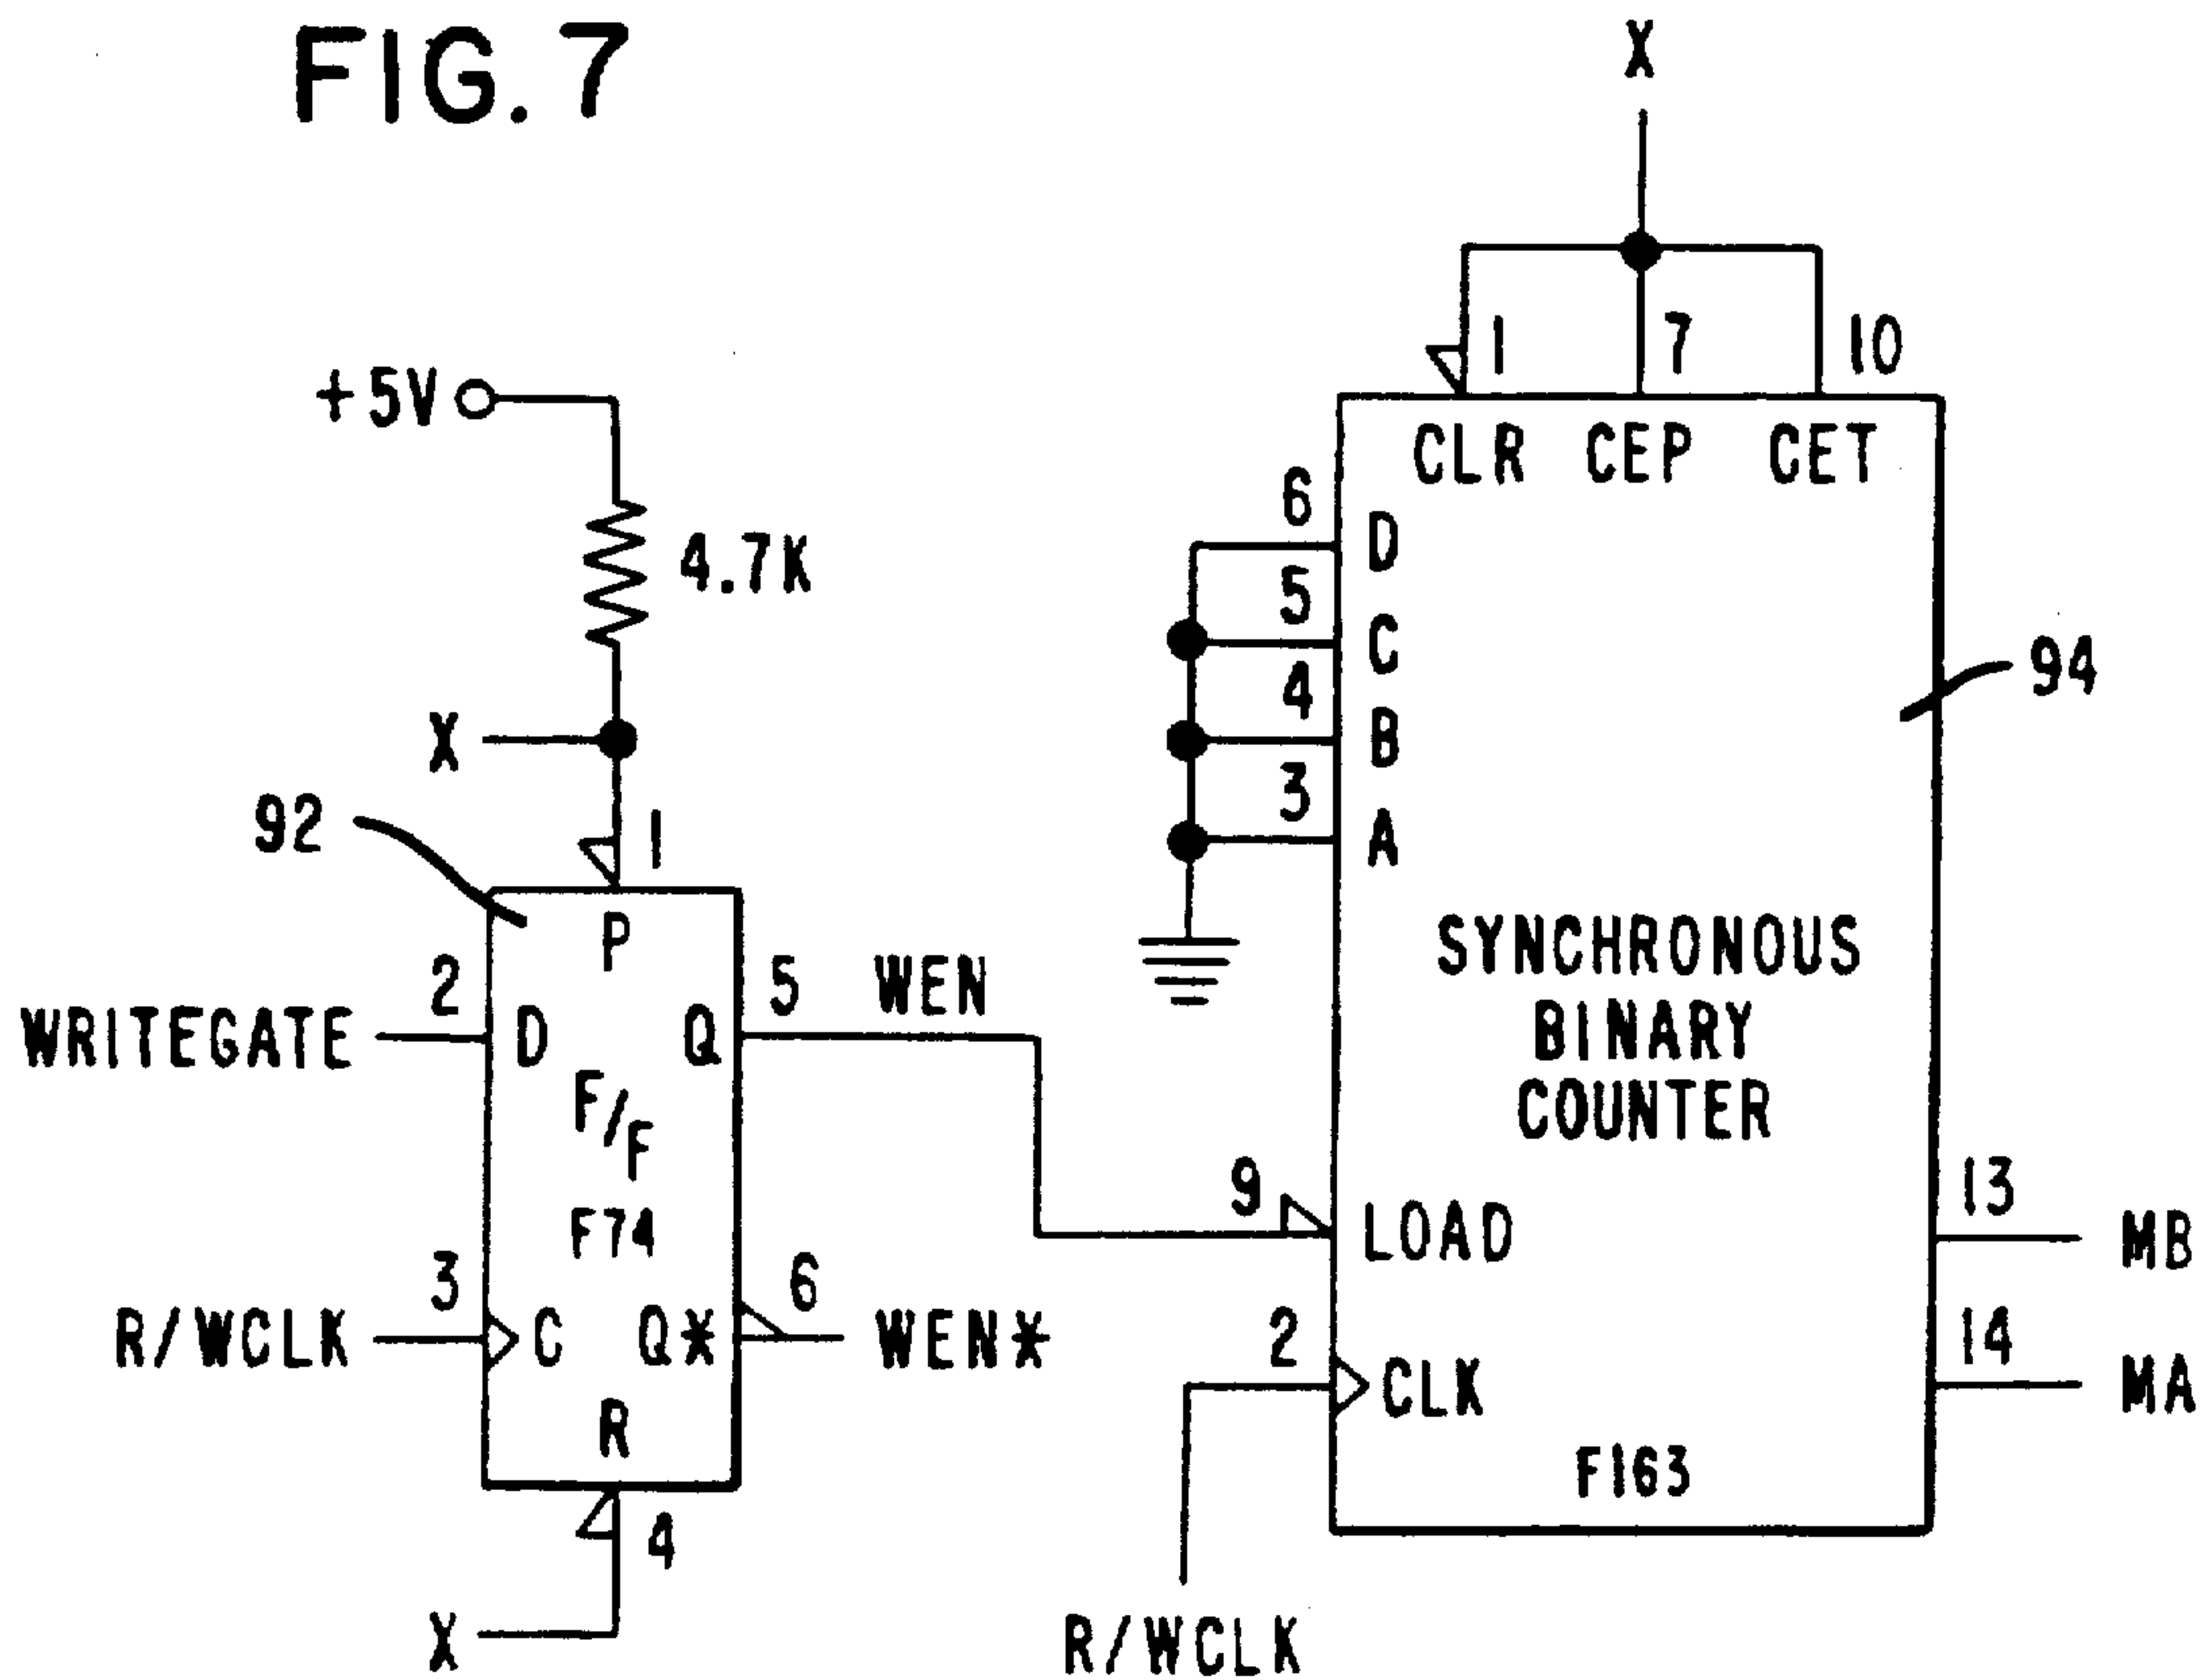 FIG. 7
X
+5V
4.7K
X
92
1
P
2
WRITEGATE
D
Q
5
WEN
F/F
F74
3
R/WCLK
C
Q*
6
WEN*
R
4
X
1
7
10
CLR
CEP
CET
6
D
5
C
4
B
3
A
94
SYNCHRONOUS
BINARY
COUNTER
9
LOAD
13
MB
2
CLK
14
MA
F163
R/WCLK